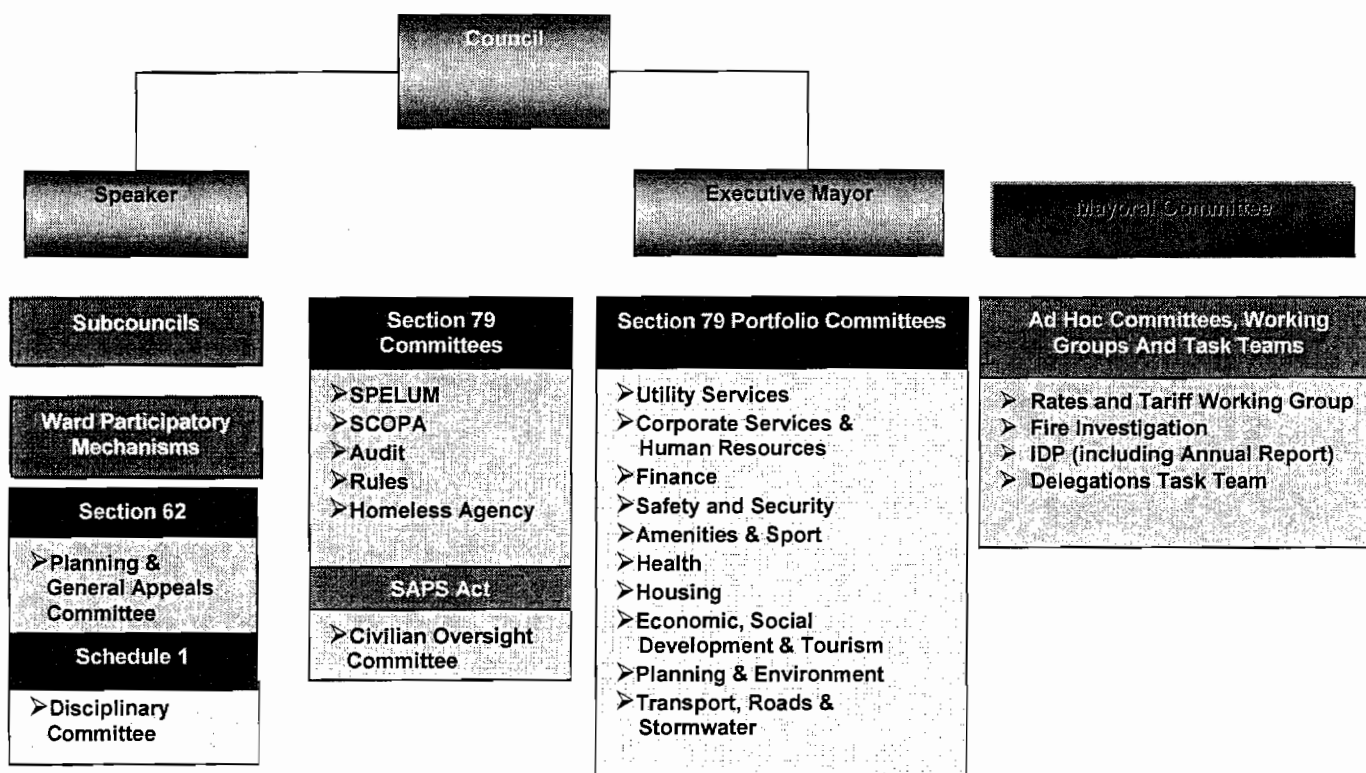 Council
Speaker
Executive Mayor
Mayoral Committee
Subcouncils
Ward Participatory
Mechanisms
Section 62
➢Planning &
General Appeals
Committee
Schedule 1
➢Disciplinary
Committee
Section 79
Committees
➢SPELUM
➢SCOPA
➢Audit
➢Rules
➢Homeless Agency
SAPS Act
➢Civilian Oversight
Committee
Section 79 Portfolio Committees
➢Utility Services
➢Corporate Services &
Human Resources
➢Finance
➢Safety and Security
➢Amenities & Sport
➢Health
➢Housing
➢Economic, Social
Development & Tourism
➢Planning & Environment
➢Transport, Roads &
Stormwater
Ad Hoc Committees, Working
Groups And Task Teams
➢ Rates and Tariff Working Group
➢ Fire Investigation
➢ IDP (including Annual Report)
➢ Delegations Task Team